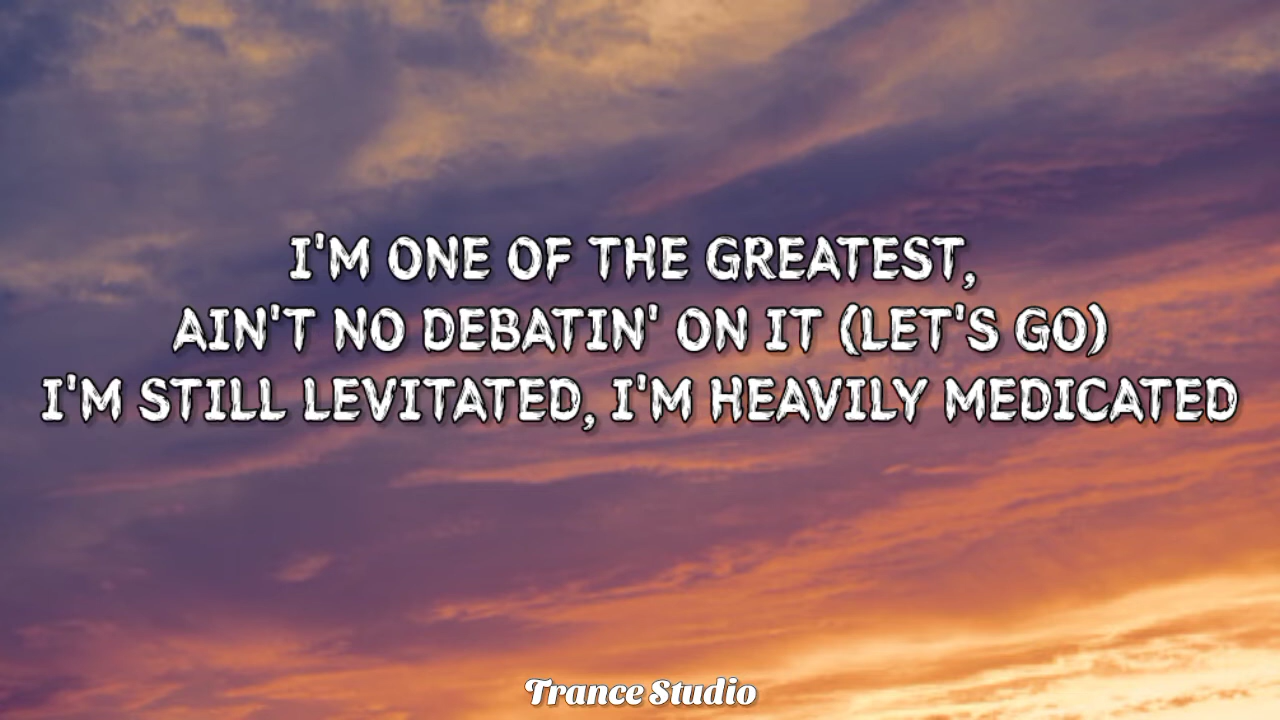 I'M ONE OF THE GREATEST,
AIN'T NO DEBATIN' ON IT (LET'S GO)
I'M STILL LEVITATED, I'M HEAVILY MEDICATED
Trance Studio